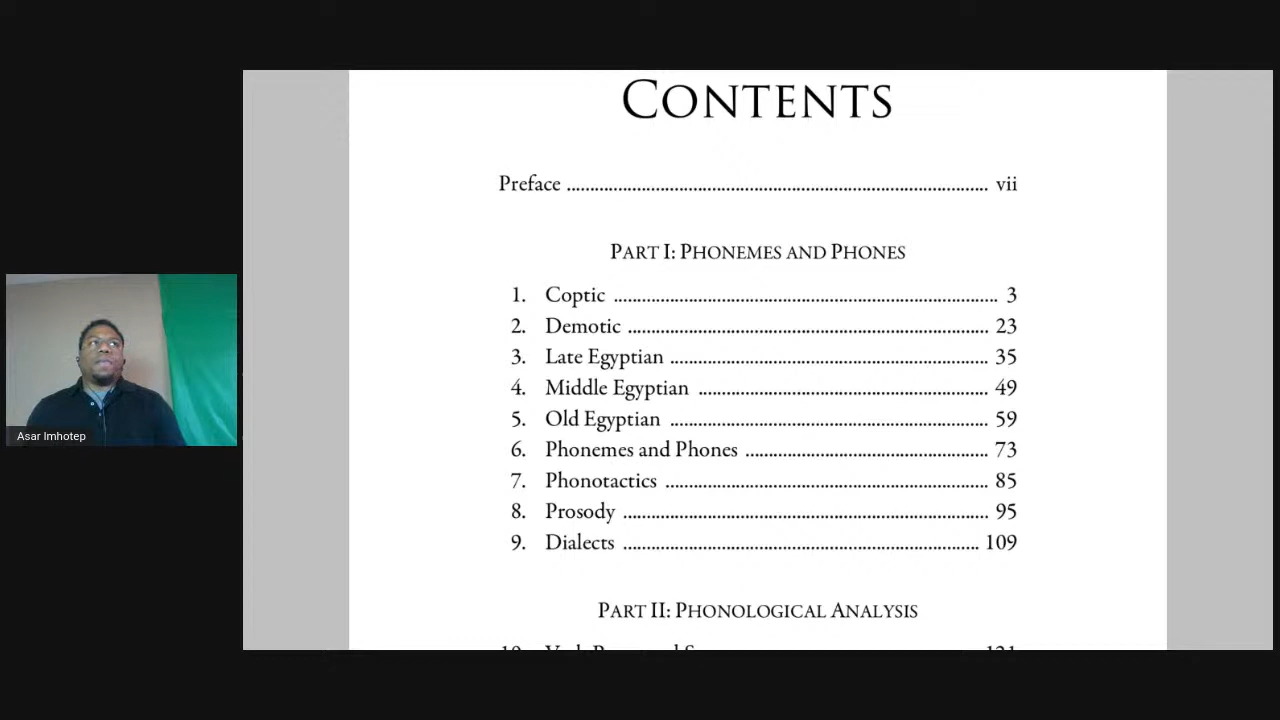 CONTENTS
Preface ........ vii
PART I: PHONEMES AND PHONES
1. Coptic ........ 3
2. Demotic ........ 23
3. Late Egyptian ........ 35
4. Middle Egyptian ........ 49
5. Old Egyptian ........ 59
6. Phonemes and Phones ........ 73
7. Phonotactics ........ 85
8. Prosody ........ 95
9. Dialects ........ 109
PART II: PHONOLOGICAL ANALYSIS
Asar Imhotep